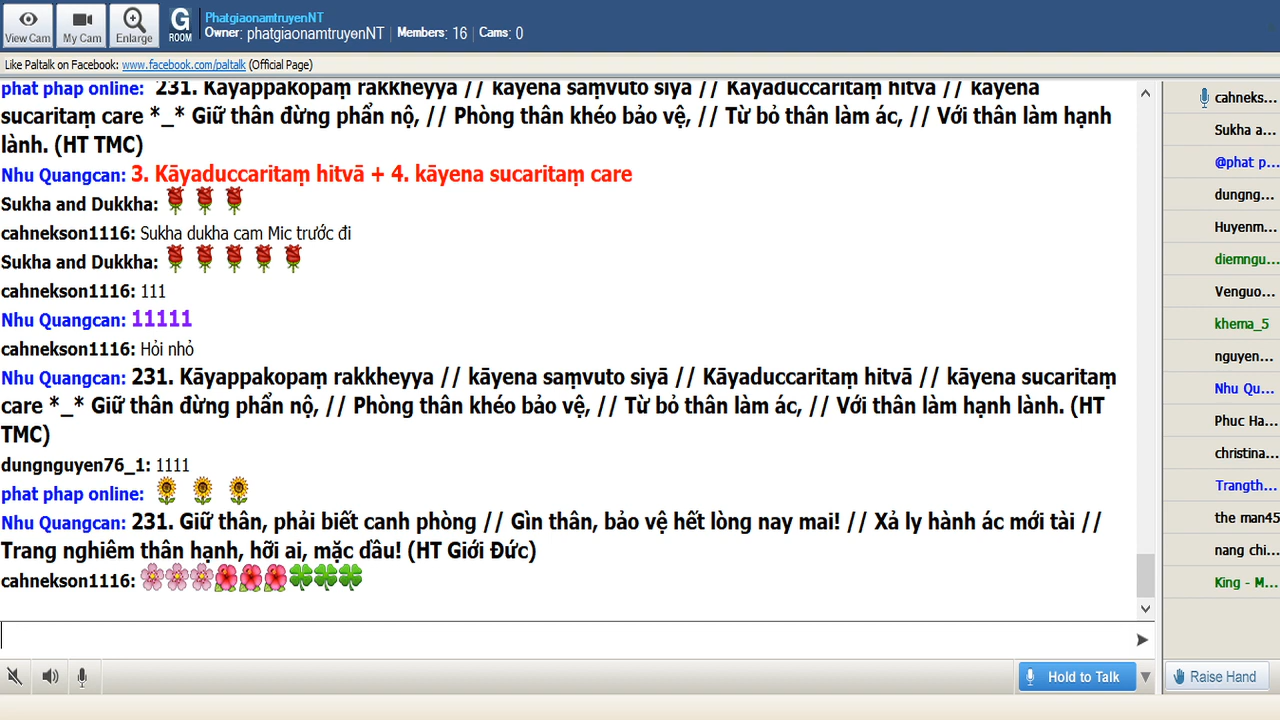 View Cam
My Cam
Enlarge
G
ROOM
PhatgiaonamtruyenNT
Owner: phatgiaonamtruyenNT Members: 16 Cams: 0
Like Paltalk on Facebook: www.facebook.com/paltalk (Official Page)
phat phap online: 231. Kāyappakopaṃ rakkheyya // kāyena saṃvuto siyā // Kāyaduccaritaṃ hitvā // kāyena
sucaritaṃ care *_* Giữ thân đừng phẩn nộ, // Phòng thân khéo bảo vệ, // Từ bỏ thân làm ác, // Với thân làm hạnh
lành. (HT TMC)
Nhu Quangcan: 3. Kāyaduccaritaṃ hitvā + 4. kāyena sucaritaṃ care
Sukha and Dukkha:
cahnekson1116: Sukha dukha cam Mic trước đi
Sukha and Dukkha:
cahnekson1116: 111
Nhu Quangcan: 11111
cahnekson1116: Hỏi nhỏ
Nhu Quangcan: 231. Kāyappakopaṃ rakkheyya // kāyena saṃvuto siyā // Kāyaduccaritaṃ hitvā // kāyena sucaritaṃ
care *_* Giữ thân đừng phẩn nộ, // Phòng thân khéo bảo vệ, // Từ bỏ thân làm ác, // Với thân làm hạnh lành. (HT
TMC)
dungnguyen76_1: 1111
phat phap online:
Nhu Quangcan: 231. Giữ thân, phải biết canh phòng // Gìn thân, bảo vệ hết lòng nay mai! // Xả ly hành ác mới tài //
Trang nghiêm thân hạnh, hỡi ai, mặc dầu! (HT Giới Đức)
cahnekson1116:
cahneks...
Sukha a...
@phat p...
dungng...
Huyenm...
diemngu...
Venguo...
khema_5
nguyen...
Nhu Qu...
Phuc Ha...
christina...
Trangth...
the man45
nang chi...
King - M...
Hold to Talk
Raise Hand